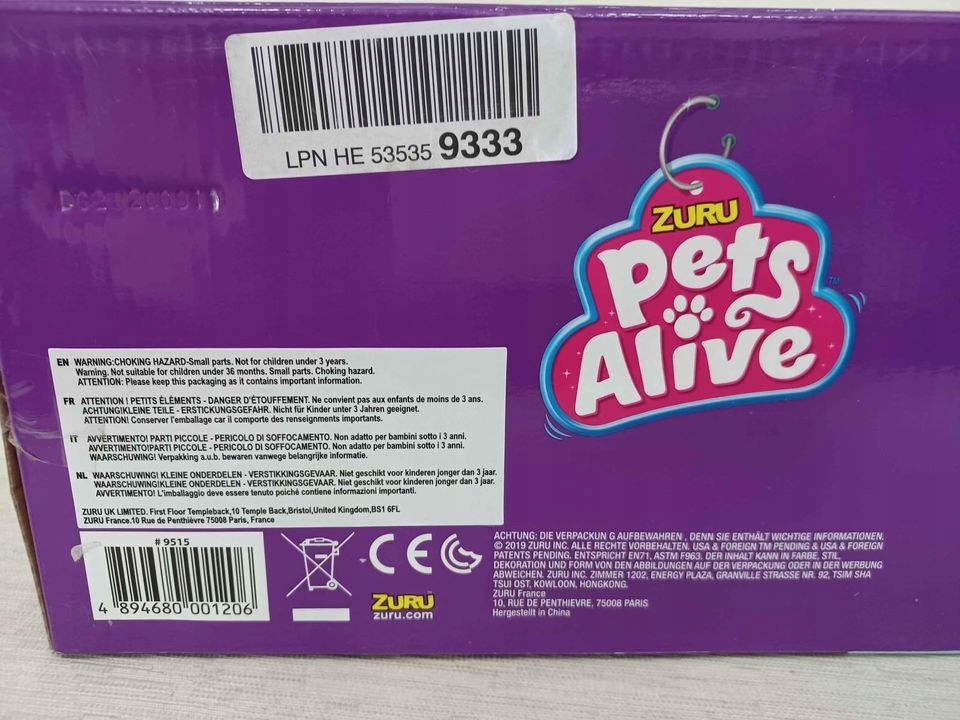 LPN HE 53535 9333
ZURU
Pets
Alive
TM
EN WARNING:CHOKING HAZARD-Small parts. Not for children under 3 years.
Warning. Not suitable for children under 36 months. Small parts. Choking hazard.
ATTENTION: Please keep this packaging as it contains important information.
FR ATTENTION ! PETITS ÉLÉMENTS - DANGER D'ÉTOUFFEMENT. Ne convient pas aux enfants de moins de 3 ans.
ACHTUNG!KLEINE TEILE - ERSTICKUNGSGEFAHR. Nicht für Kinder unter 3 Jahren geeignet.
ATTENTION! Conserver l'emballage car il comporte des renseignments importants.
IT AVVERTIMENTO! PARTI PICCOLE - PERICOLO DI SOFFOCAMENTO. Non adatto per bambini sotto i 3 anni.
AVVERTIMENTO!PARTI PICCOLE - PERICOLO DI SOFFOCAMENTO. Non adatto per bambini sotto i 3 anni.
WAARSCHUWING! Verpakking a.u.b. bewaren vanwege belangrijke informatie.
NL WAARSCHUWING! KLEINE ONDERDELEN - VERSTIKKINGSGEVAAR. Niet geschikt voor kinderen jonger dan 3 jaar.
WAARSCHUWING!KLEINE ONDERDELEN - VERSTIKKINGSGEVAAR. Niet geschikt voor kinderen jonger dan 3 jaar.
AVVERTIMENTO! L'imballaggio deve essere tenuto poiché contiene informazioni importanti.
ZURU UK LIMITED. First Floor Templeback,10 Temple Back,Bristol,United Kingdom,BS1 6FL
ZURU France.10 Rue de Penthièvre 75008 Paris, France
# 9515
4 894680 001206
CE
ZURU
zuru.com
ACHTUNG: DIE VERPACKUN G AUFBEWAHREN , DENN SIE ENTHÄLT WICHTIGE INFORMATIONEN.
© 2019 ZURU INC. ALLE RECHTE VORBEHALTEN. USA & FOREIGN TM PENDING & USA & FOREIGN
PATENTS PENDING. ENTSPRICHT EN71, ASTM F963. DER INHALT KANN IN FARBE, STIL,
DEKORATION UND FORM VON DEN ABBILDUNGEN AUF DER VERPACKUNG ODER IN DER WERBUNG
ABWEICHEN. ZURU INC. ZIMMER 1202, ENERGY PLAZA, GRANVILLE STRASSE NR. 92, TSIM SHA
TSUI OST, KOWLOON, HONGKONG.
ZURU France
10, RUE DE PENTHIEVRE, 75008 PARIS
Hergestellt in China